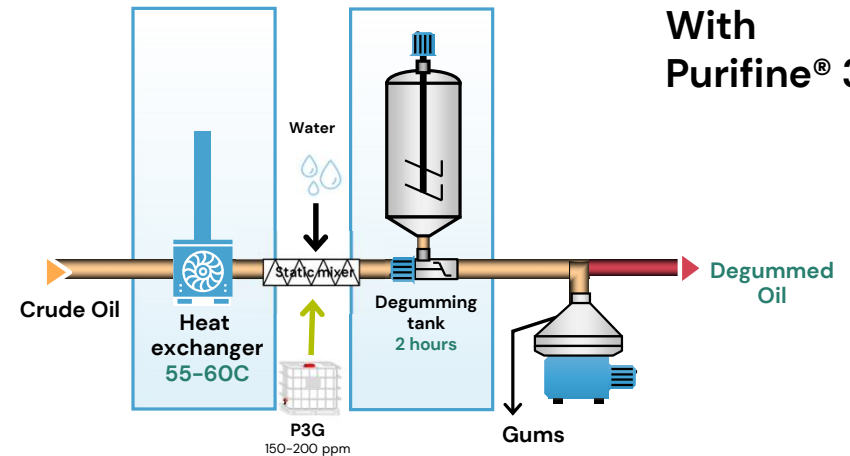 With
Purifine® 3
Water
Static mixer
Crude Oil
Heat
exchanger
55-60C
Degumming
tank
2 hours
Degummed
Oil
P3G
150-200 ppm
Gums